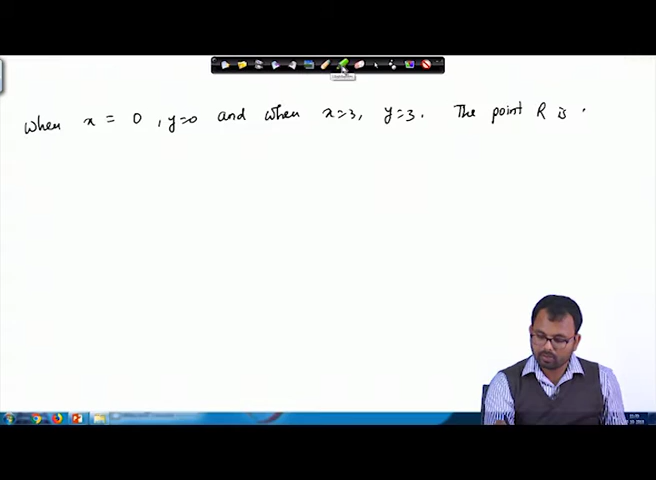 when x = 0 , y=0 and when x=3, y=3. The point R is